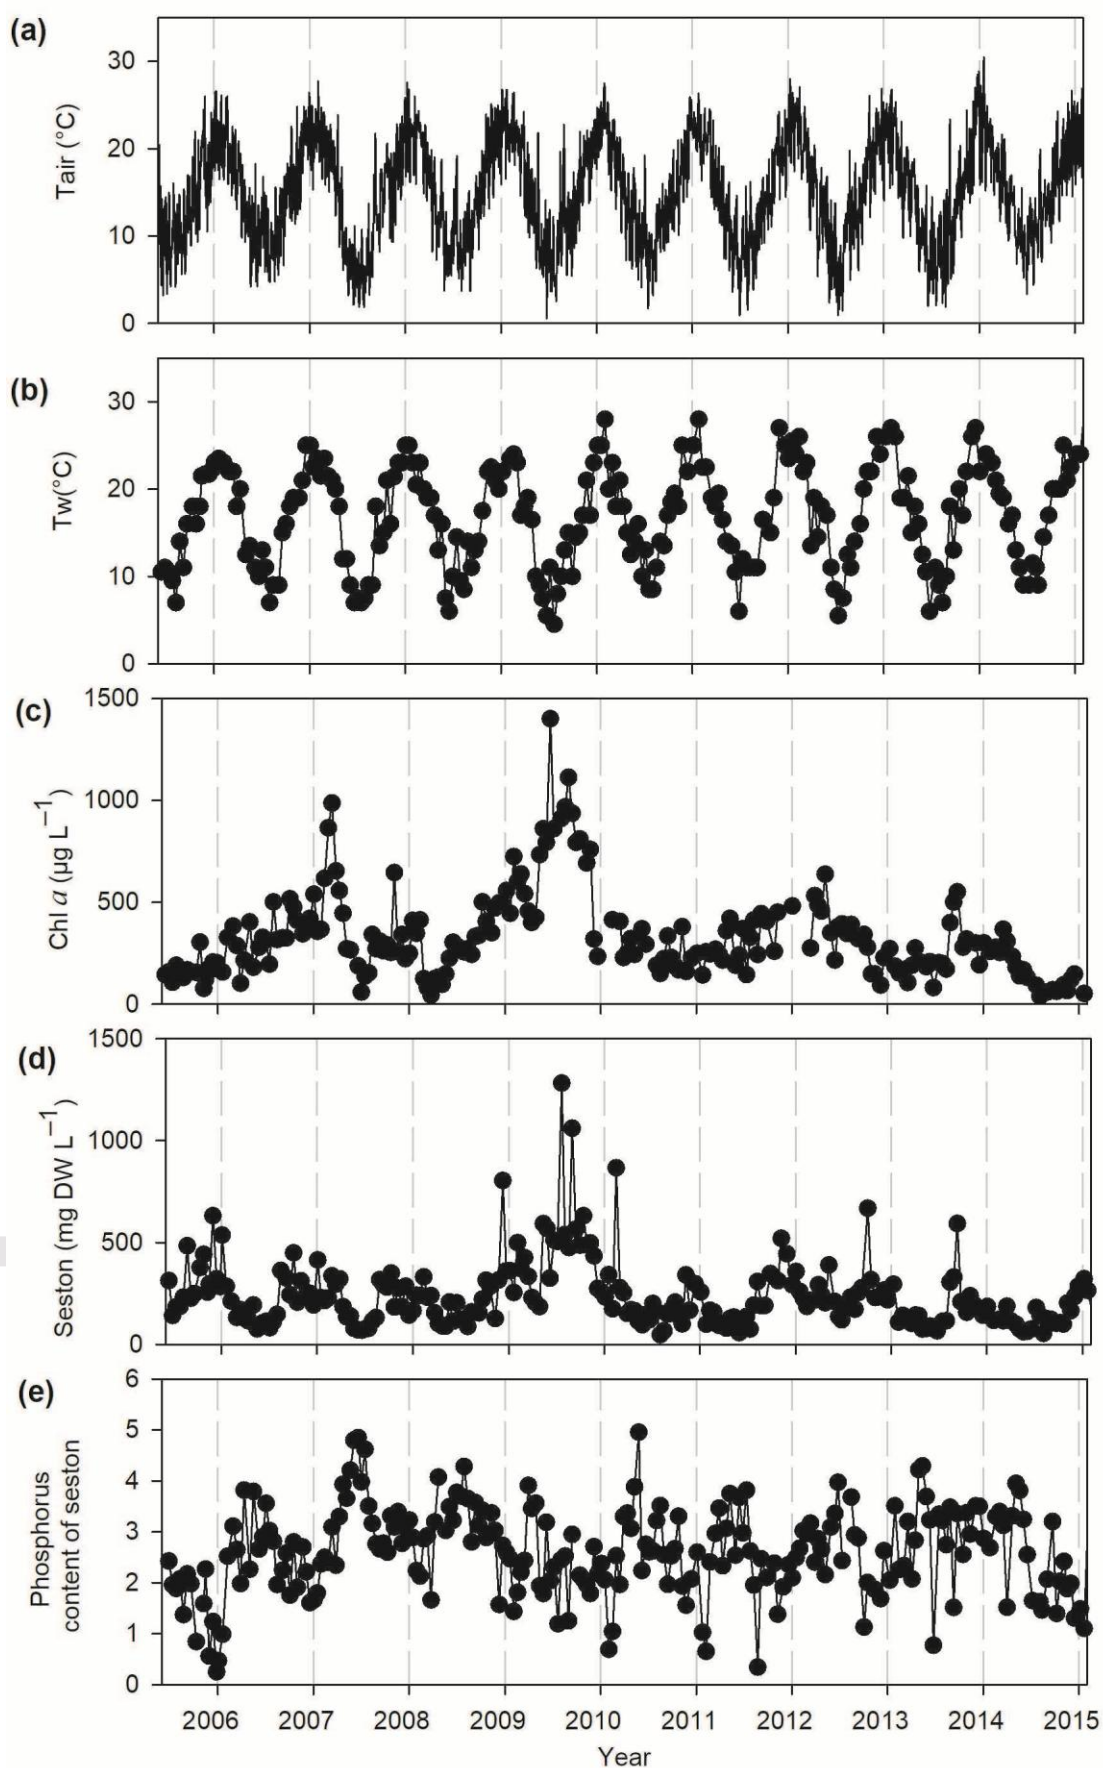 (a)
Tair (°C)
30
20
10
0
(b)
Tw(°C)
30
20
10
0
(c)
Chl a (µg L−1)
1500
1000
500
0
(d)
Seston (mg DW L−1)
1500
1000
500
0
(e)
Phosphorus
content of seston
6
5
4
3
2
1
0
2006 2007 2008 2009 2010 2011 2012 2013 2014 2015
Year